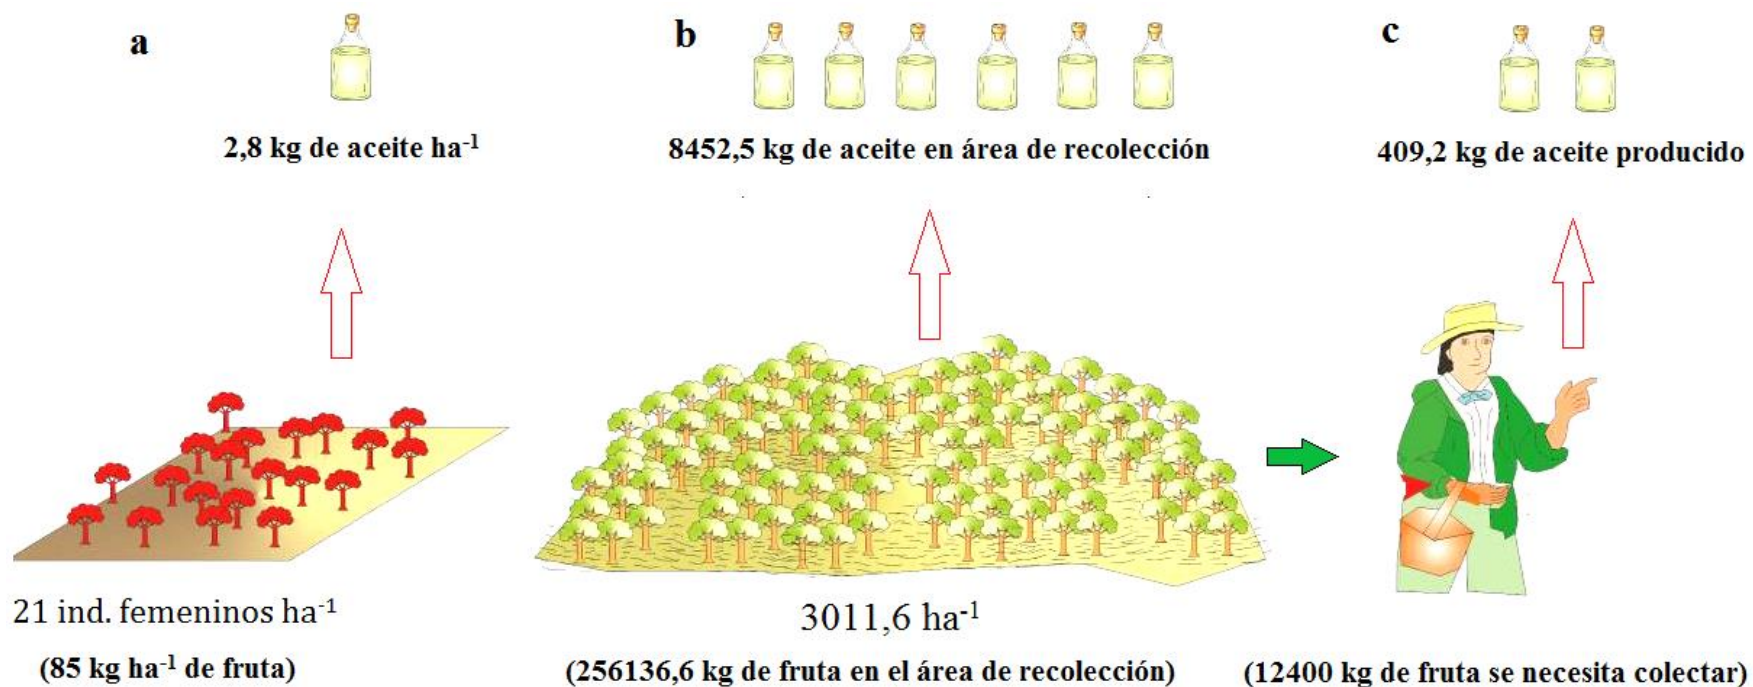 a
2,8 kg de aceite ha⁻¹
21 ind. femeninos ha⁻¹
(85 kg ha⁻¹ de fruta)
b
8452,5 kg de aceite en área de recolección
3011,6 ha⁻¹
(256136,6 kg de fruta en el área de recolección)
c
409,2 kg de aceite producido
(12400 kg de fruta se necesita colectar)